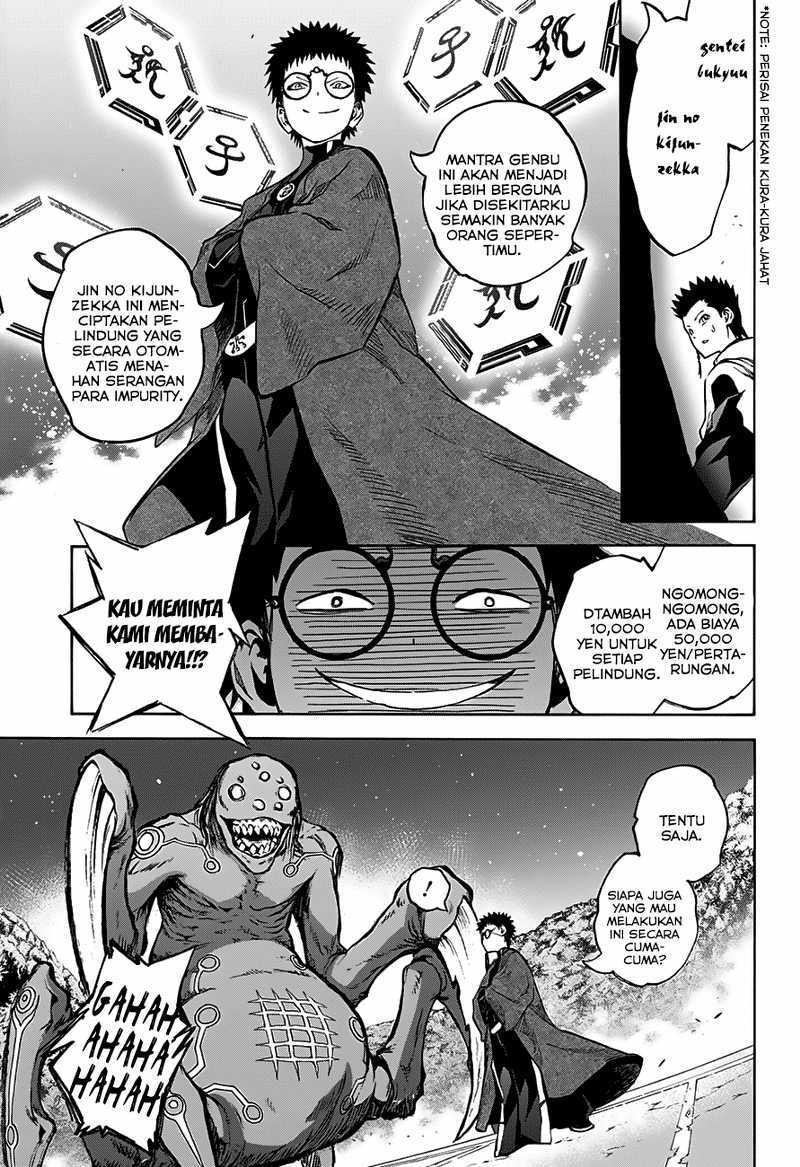 *NOTE: PERISAI PENEKAN KURA-KURA JAHAT
gentei
bukyuu
jin no
kijun-
zekka
MANTRA GENBU
INI AKAN MENJADI
LEBIH BERGUNA
JIKA DISEKITARKU
SEMAKIN BANYAK
ORANG SEPER-
TIMU.
JIN NO KIJUN-
ZEKKA INI MEN-
CIPTAKAN PE-
LINDUNG YANG
SECARA OTOM-
ATIS MENA-
HAN SERANGAN
PARA IMPURITY.
NGOMONG-
NGOMONG,
ADA BIAYA
50,000
YEN/PERTA-
RUNGAN.
DTAMBAH
10,000
YEN UNTUK
SETIAP
PELINDUNG.
KAU MEMINTA
KAMI MEMBA-
YARNYA!!?
TENTU
SAJA.
SIAPA JUGA
YANG MAU
MELAKUKAN
INI SECARA
CUMA-
CUMA?
!
GAHAH
AHAHA
HAHAH